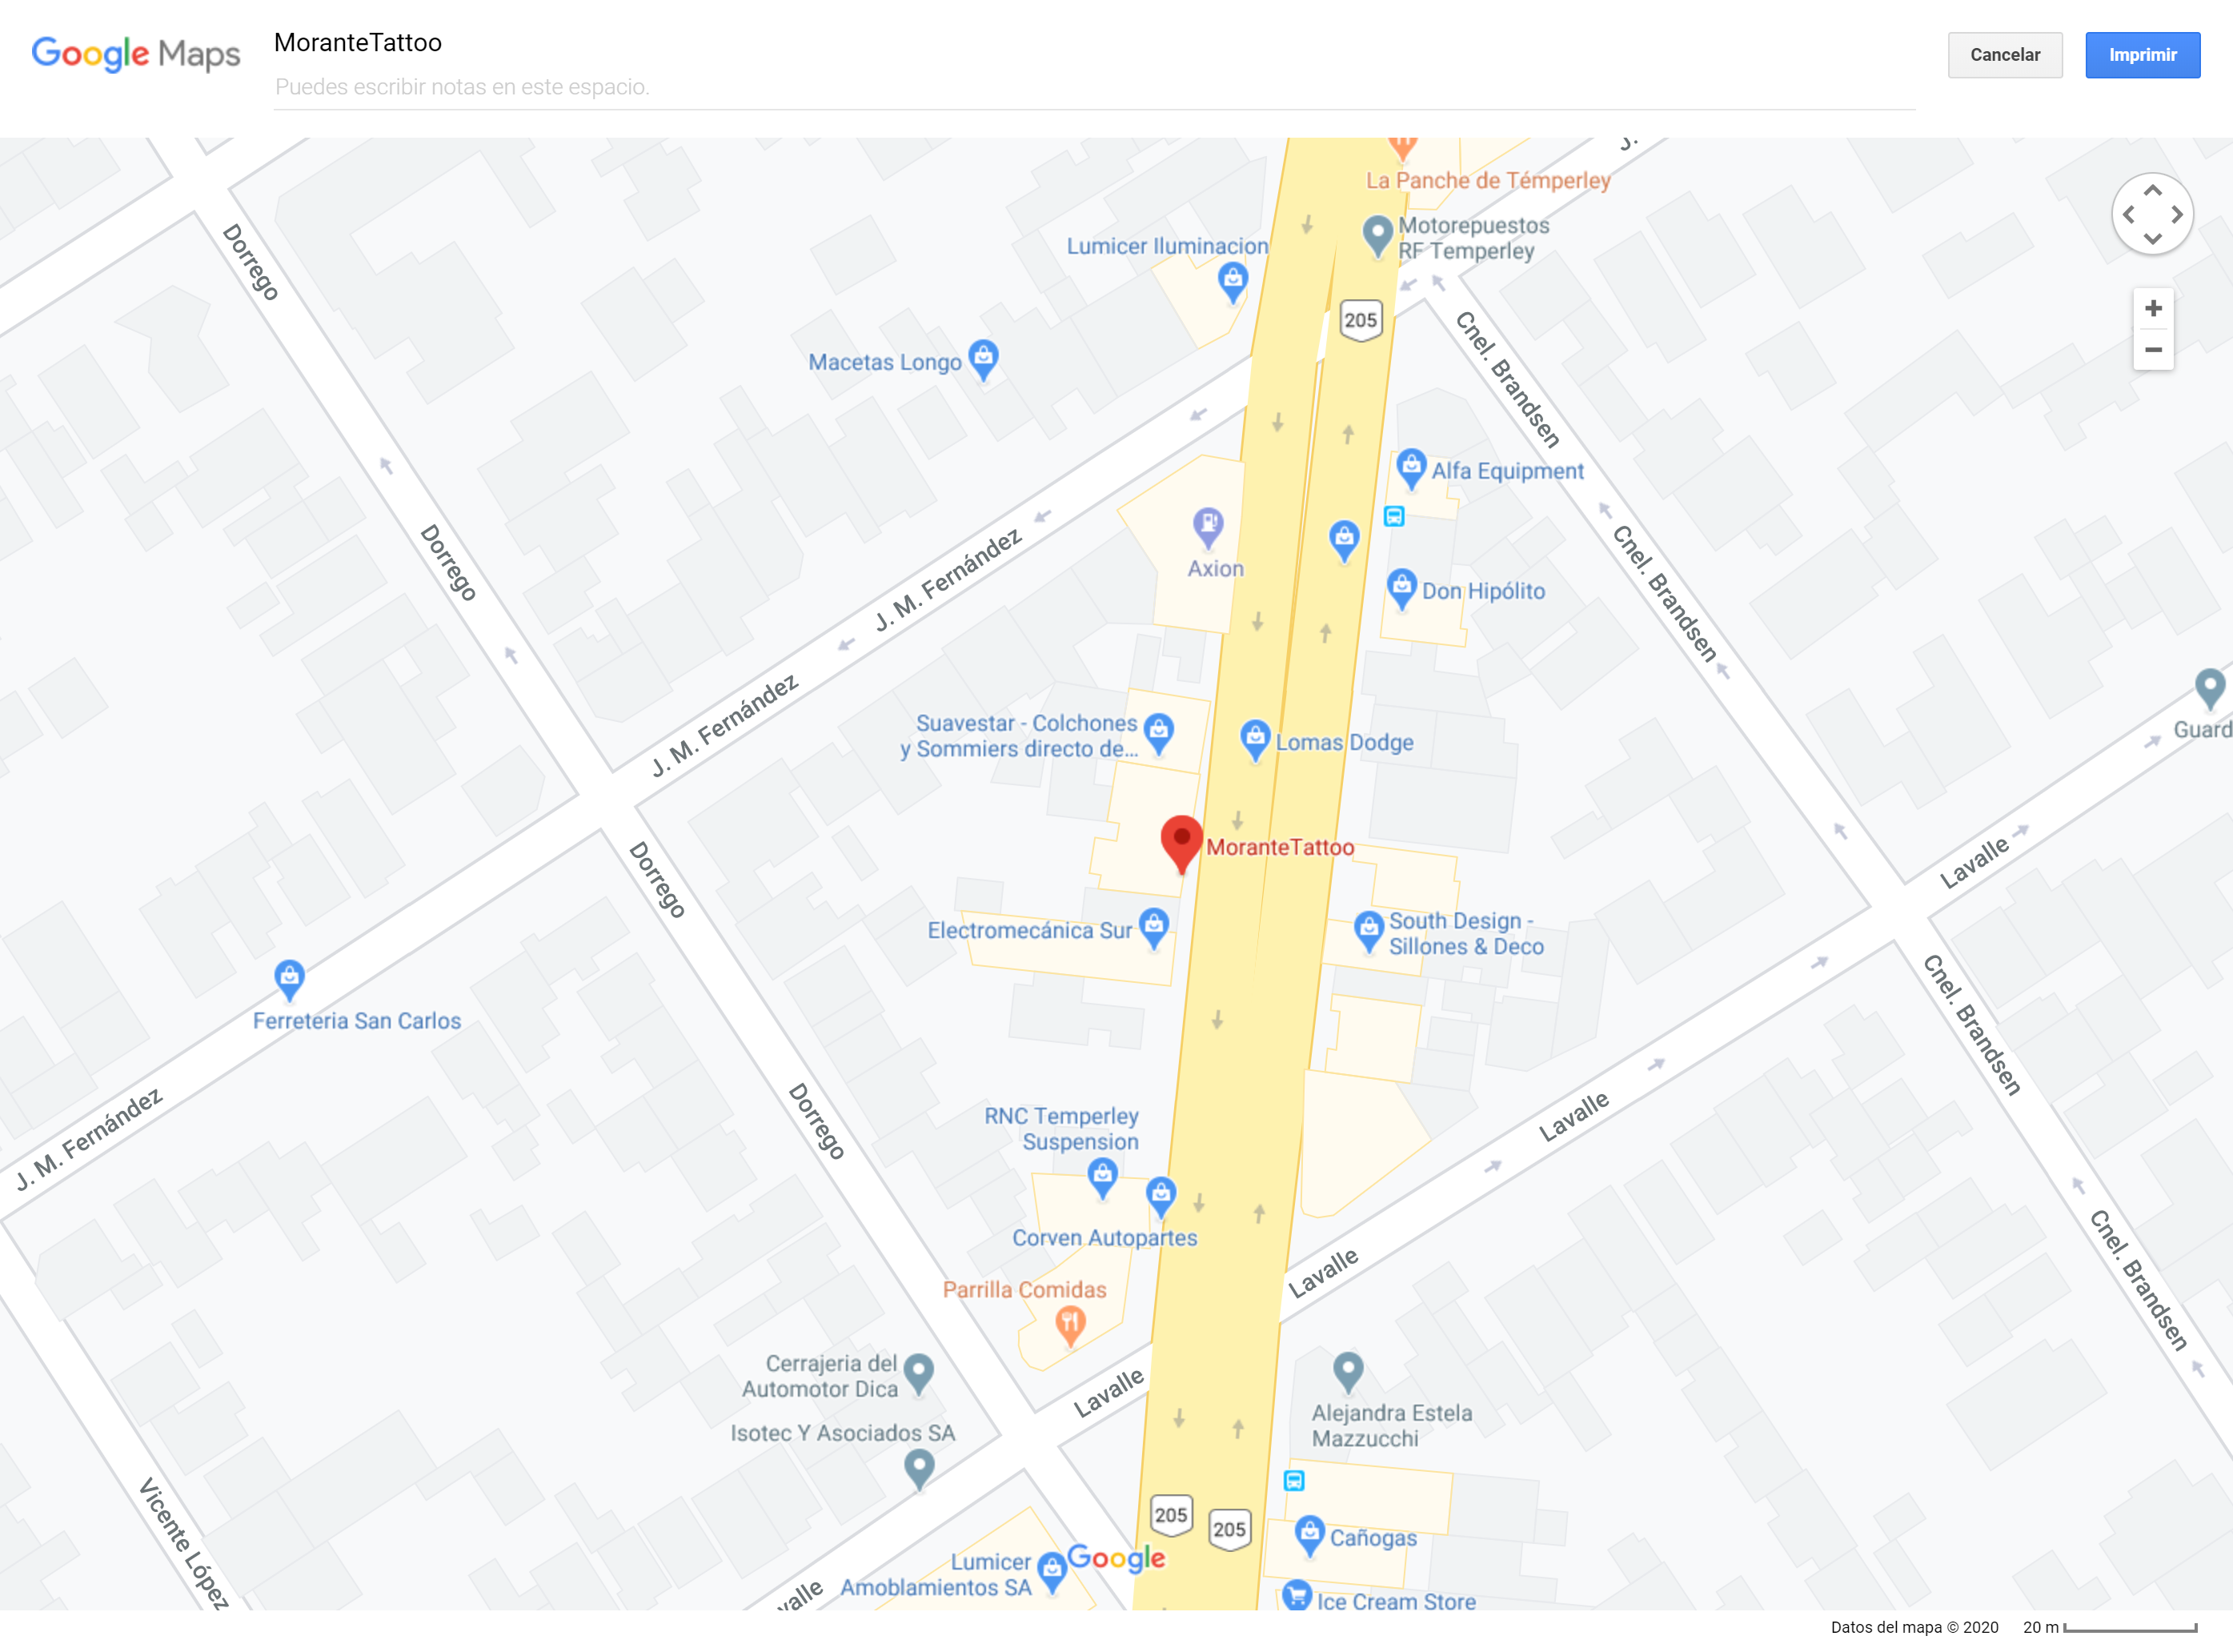 Google Maps
MoranteTattoo
Puedes escribir notas en este espacio.
Cancelar
Imprimir
J.
La Panche de Témperley
Motorepuestos
RF Temperley
Dorrego
Lumicer Iluminacion
205
Macetas Longo
Cnel. Brandsen
Alfa Equipment
Dorrego
J. M. Fernández
Axion
Don Hipólito
Cnel. Brandsen
J. M. Fernández
Suavestar - Colchones
y Sommiers directo de...
Lomas Dodge
Guard
MoranteTattoo
Dorrego
Lavalle
Electromecánica Sur
South Design -
Sillones & Deco
Ferreteria San Carlos
Cnel. Brandsen
J. M. Fernández
Dorrego
RNC Temperley
Suspension
Lavalle
Corven Autopartes
Lavalle
Cnel. Brandsen
Parrilla Comidas
Cerrajeria del
Automotor Dica
Lavalle
Alejandra Estela
Mazzucchi
Isotec Y Asociados SA
Vicente López
205
205
Cañogas
Google
Lumicer
Amoblamientos SA
valle
Ice Cream Store
Datos del mapa © 2020
20 m